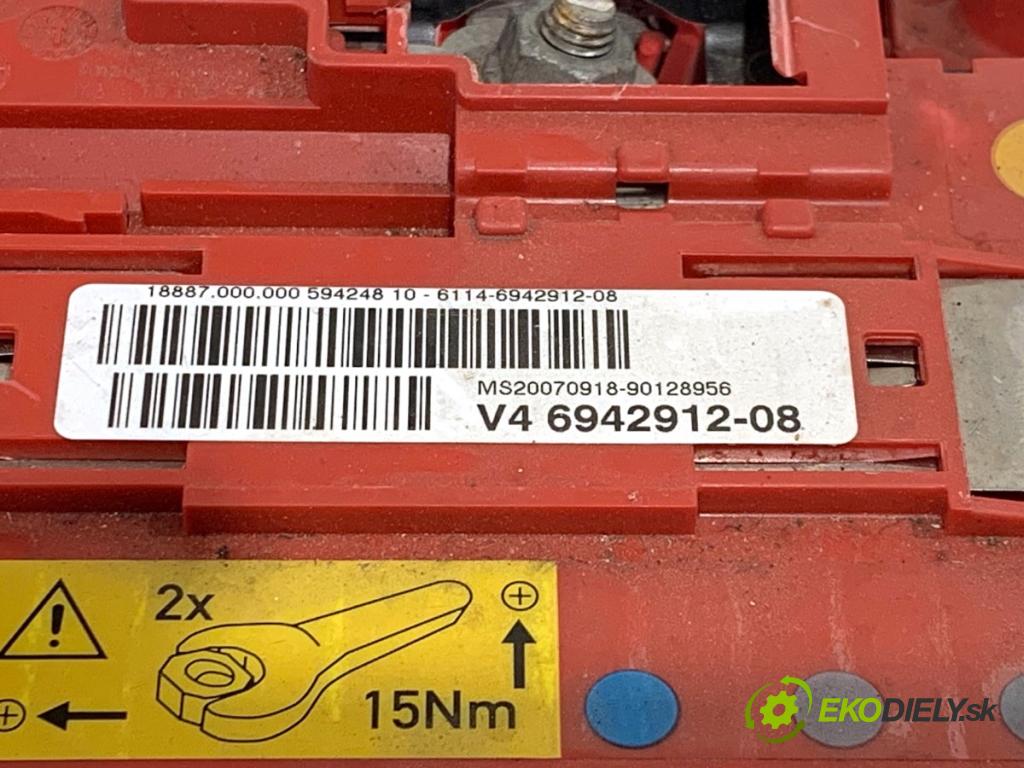 18887.000.000 594248 10 - 6114-6942912-08
MS20070918-90128956
V4 6942912-08
2x
15Nm
EKODIELY.sk